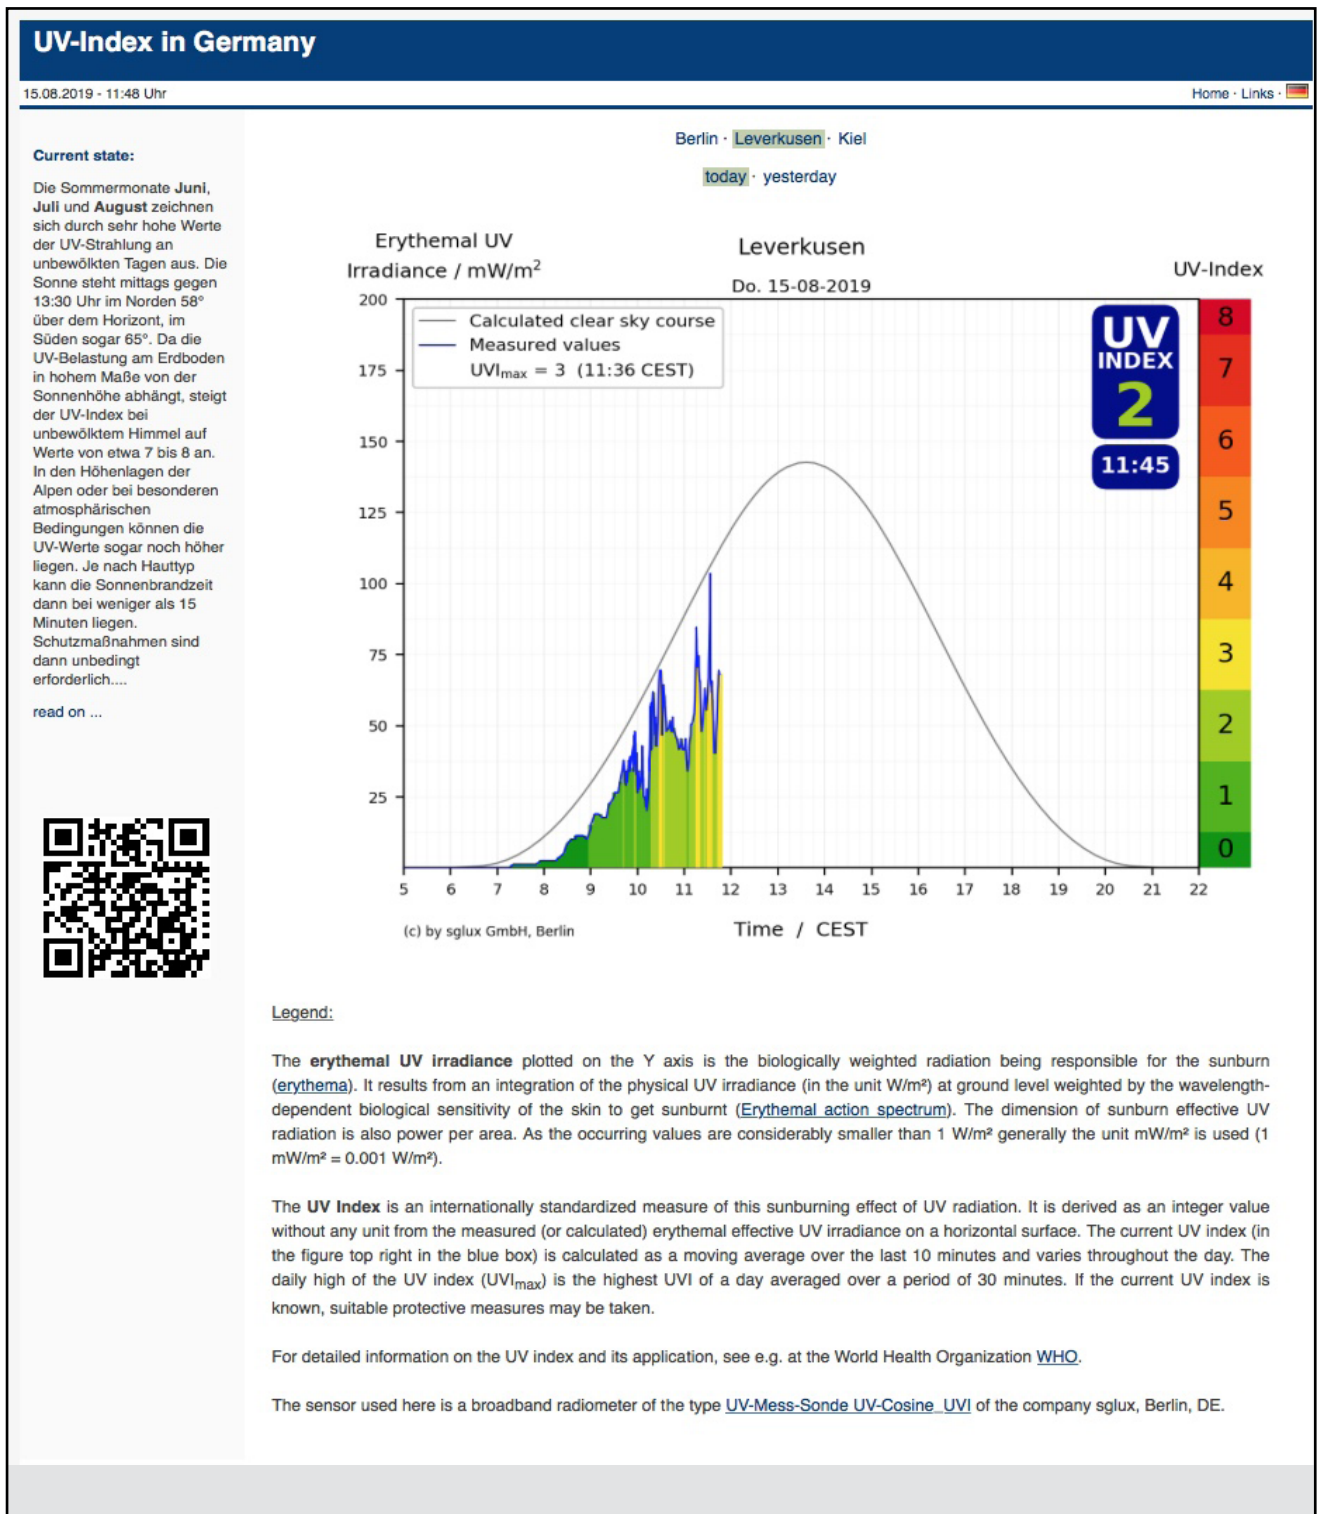 UV-Index in Germany
15.08.2019 - 11:48 Uhr
Home · Links ·
Current state:
Die Sommermonate Juni,
Juli und August zeichnen
sich durch sehr hohe Werte
der UV-Strahlung an
unbewölkten Tagen aus. Die
Sonne steht mittags gegen
13:30 Uhr im Norden 58°
über dem Horizont, im
Süden sogar 65°. Da die
UV-Belastung am Erdboden
in hohem Maße von der
Sonnenhöhe abhängt, steigt
der UV-Index bei
unbewölktem Himmel auf
Werte von etwa 7 bis 8 an.
In den Höhenlagen der
Alpen oder bei besonderen
atmosphärischen
Bedingungen können die
UV-Werte sogar noch höher
liegen. Je nach Hauttyp
kann die Sonnenbrandzeit
dann bei weniger als 15
Minuten liegen.
Schutzmaßnahmen sind
dann unbedingt
erforderlich....
read on ...
Berlin · Leverkusen · Kiel
today · yesterday
Erythemal UV
Irradiance / mW/m²
Leverkusen
Do. 15-08-2019
UV-Index
200
175
150
125
100
75
50
25
Calculated clear sky course
Measured values
UVImax = 3 (11:36 CEST)
UV
INDEX
2
11:45
8
7
6
5
4
3
2
1
0
5 6 7 8 9 10 11 12 13 14 15 16 17 18 19 20 21 22
(c) by sglux GmbH, Berlin
Time / CEST
Legend:
The erythemal UV irradiance plotted on the Y axis is the biologically weighted radiation being responsible for the sunburn
(erythema). It results from an integration of the physical UV irradiance (in the unit W/m²) at ground level weighted by the wavelength-
dependent biological sensitivity of the skin to get sunburnt (Erythemal action spectrum). The dimension of sunburn effective UV
radiation is also power per area. As the occurring values are considerably smaller than 1 W/m² generally the unit mW/m² is used (1
mW/m² = 0.001 W/m²).
The UV Index is an internationally standardized measure of this sunburning effect of UV radiation. It is derived as an integer value
without any unit from the measured (or calculated) erythemal effective UV irradiance on a horizontal surface. The current UV index (in
the figure top right in the blue box) is calculated as a moving average over the last 10 minutes and varies throughout the day. The
daily high of the UV index (UVImax) is the highest UVI of a day averaged over a period of 30 minutes. If the current UV index is
known, suitable protective measures may be taken.
For detailed information on the UV index and its application, see e.g. at the World Health Organization WHO.
The sensor used here is a broadband radiometer of the type UV-Mess-Sonde UV-Cosine_UVI of the company sglux, Berlin, DE.